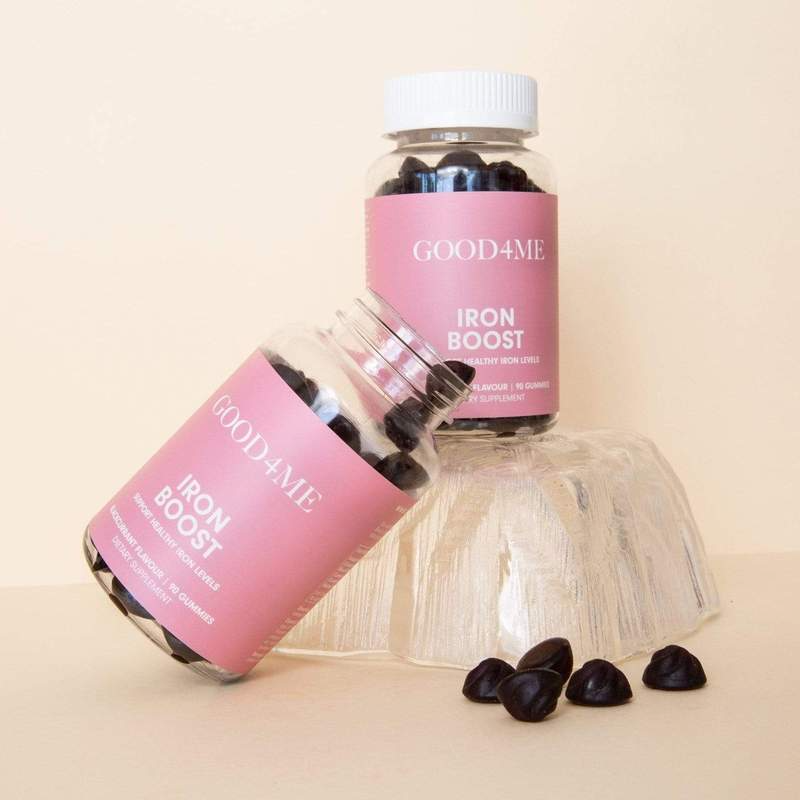 GOOD4ME
IRON
BOOST
HEALTHY IRON LEVELS
FLAVOUR | 90 GUMMIES
SUPPLEMENT
GOOD4ME
IRON
BOOST
SUPPORT HEALTHY IRON LEVELS
BLACKCURRANT FLAVOUR | 90 GUMMIES
DIETARY SUPPLEMENT